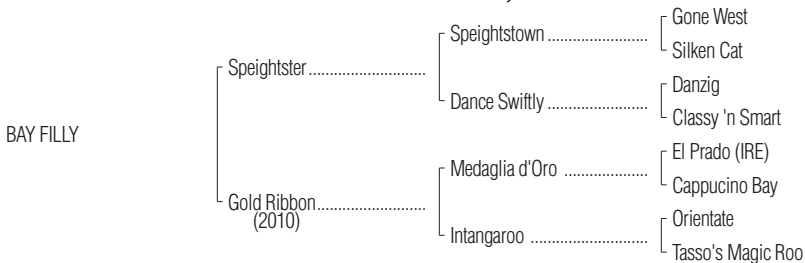 Gone West
Speightstown ........................
Silken Cat
Speightster ............................
Danzig
Dance Swiftly ........................
Classy 'n Smart
BAY FILLY
El Prado (IRE)
Medaglia d'Oro ....................
Cappucino Bay
Gold Ribbon ..........................
(2010)
Orientate
Intangaroo ............................
Tasso's Magic Roo